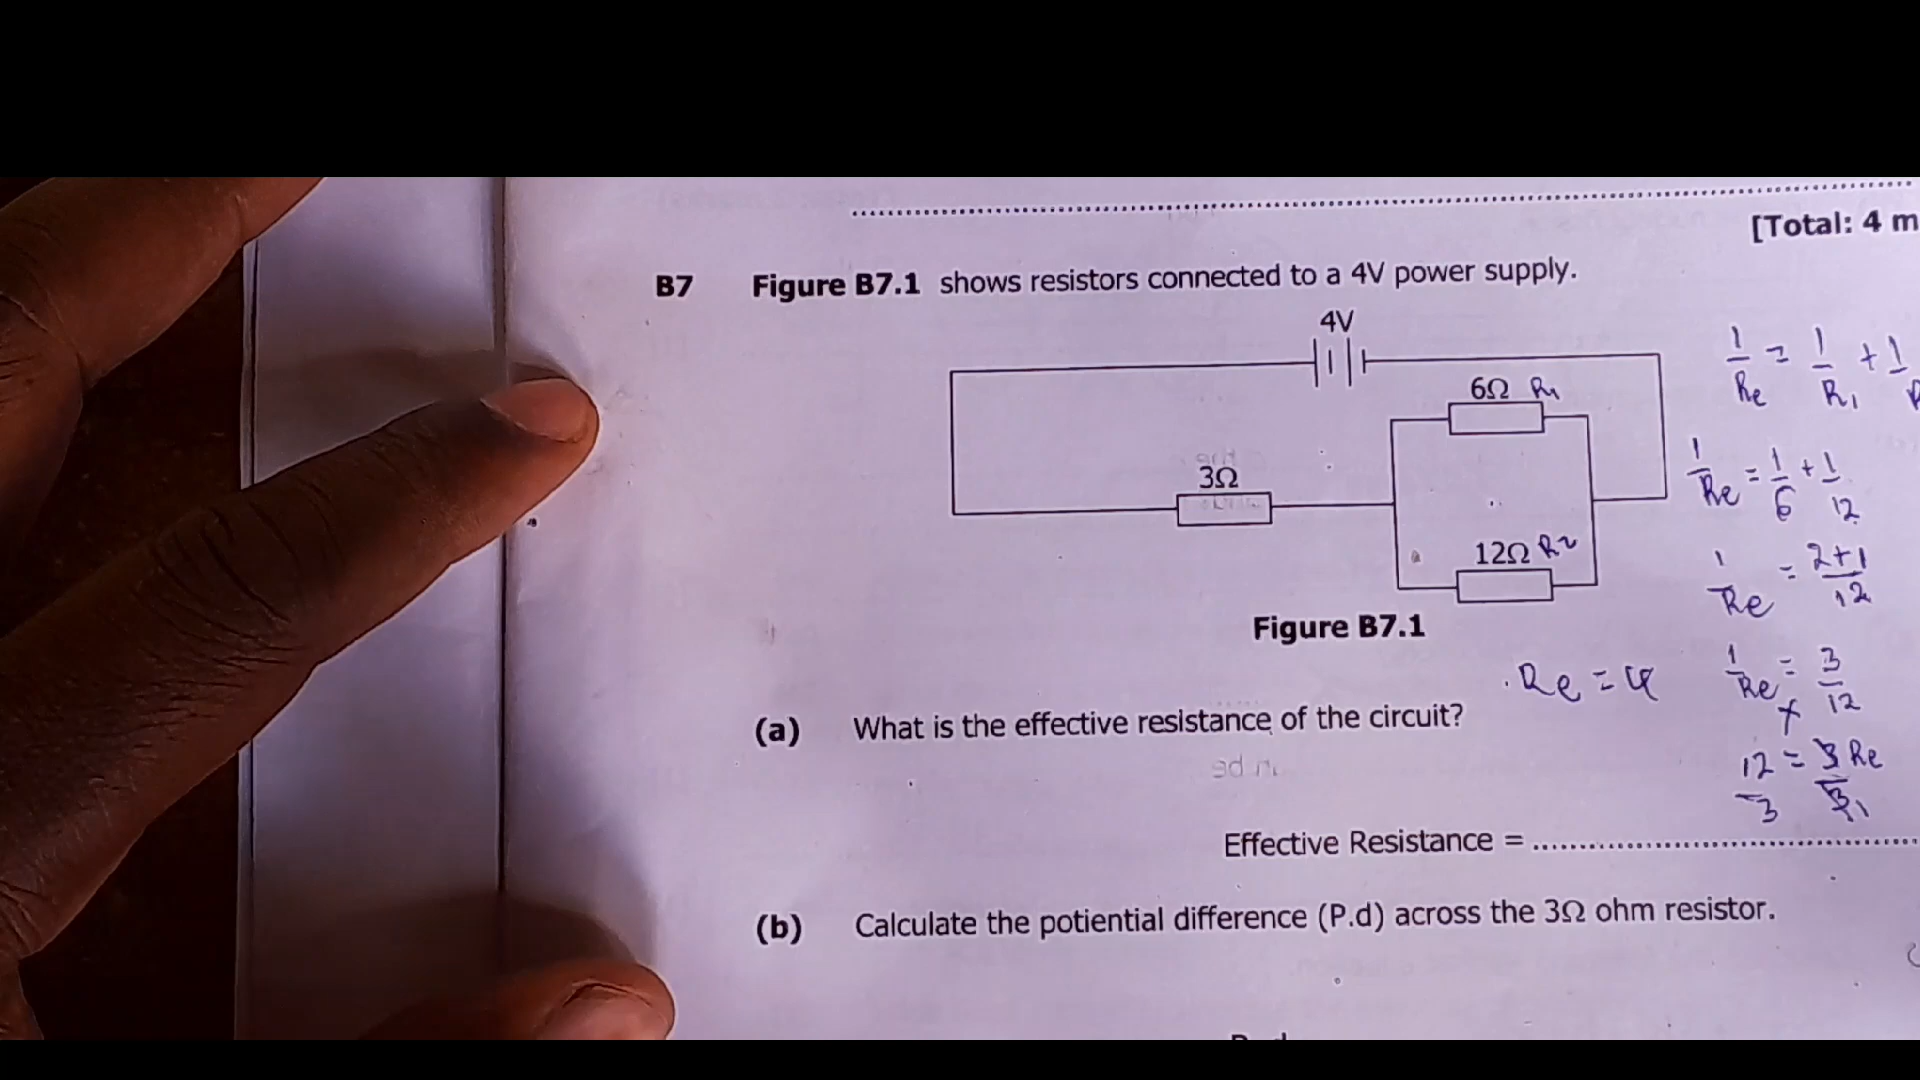 [Total: 4 m
B7 Figure B7.1 shows resistors connected to a 4V power supply.
4V
6Ω R₁
3Ω
12Ω R2
Figure B7.1
1/Re = 1/R₁ + 1/
1/Re = 1/6 + 1/12
1/Re = 2+1/12
1/Re = 3/12
12/3 = 3Re/3
Re = 4
(a) What is the effective resistance of the circuit?
Effective Resistance = ................................
(b) Calculate the potiential difference (P.d) across the 3Ω ohm resistor.